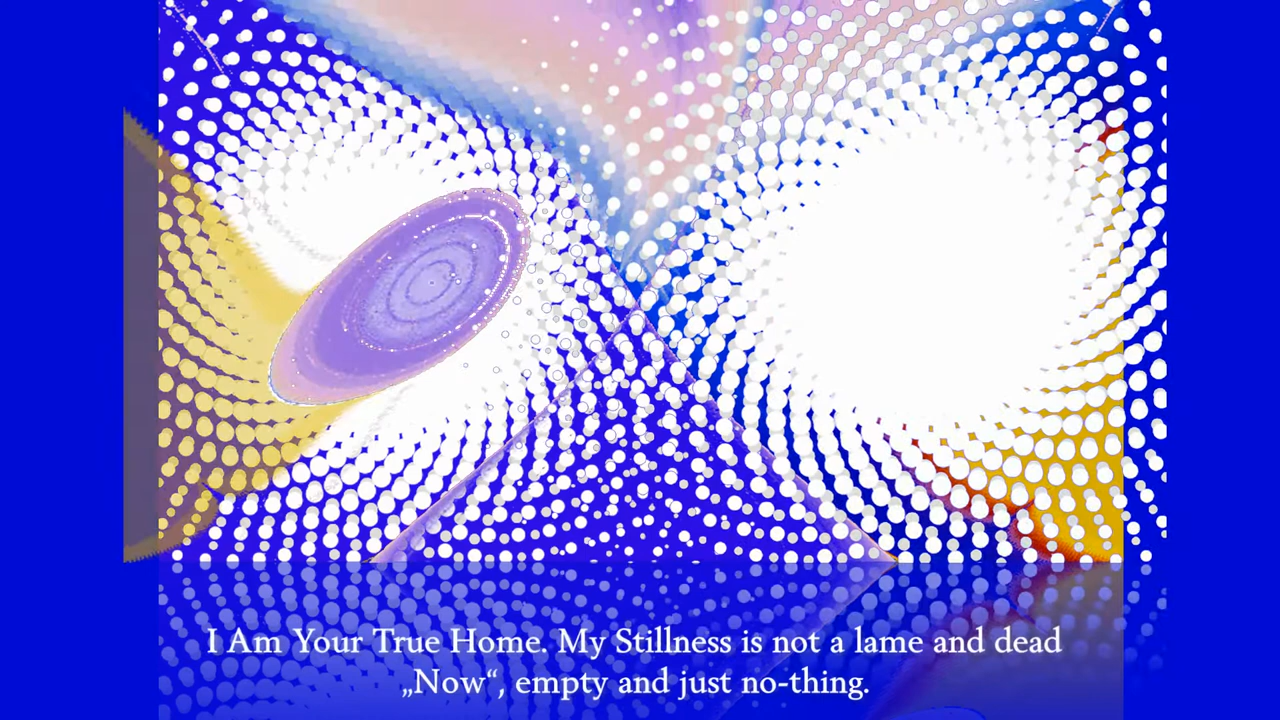 I Am Your True Home. My Stillness is not a lame and dead
„Now“, empty and just no-thing.